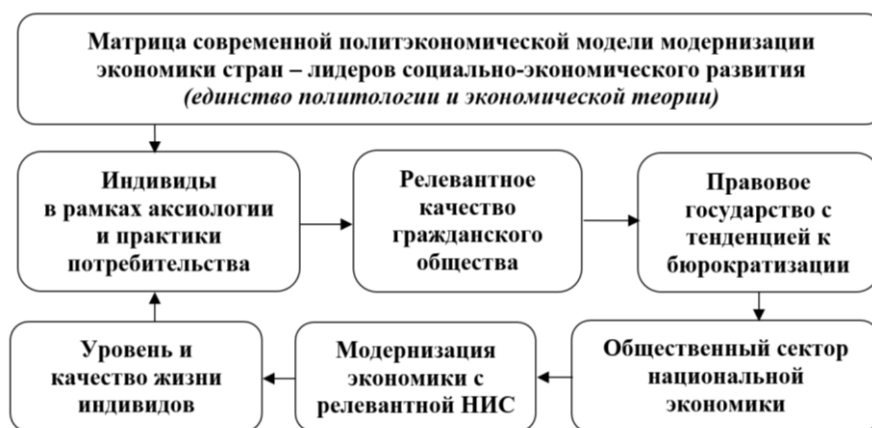 Матрица современной политэкономической модели модернизации
экономики стран – лидеров социально-экономического развития
(единство политологии и экономической теории)
Индивиды
в рамках аксиологии
и практики
потребительства
Релевантное
качество
гражданского
общества
Правовое
государство с
тенденцией к
бюрократизации
Уровень и
качество жизни
индивидов
Модернизация
экономики с
релевантной НИС
Общественный сектор
национальной
экономики